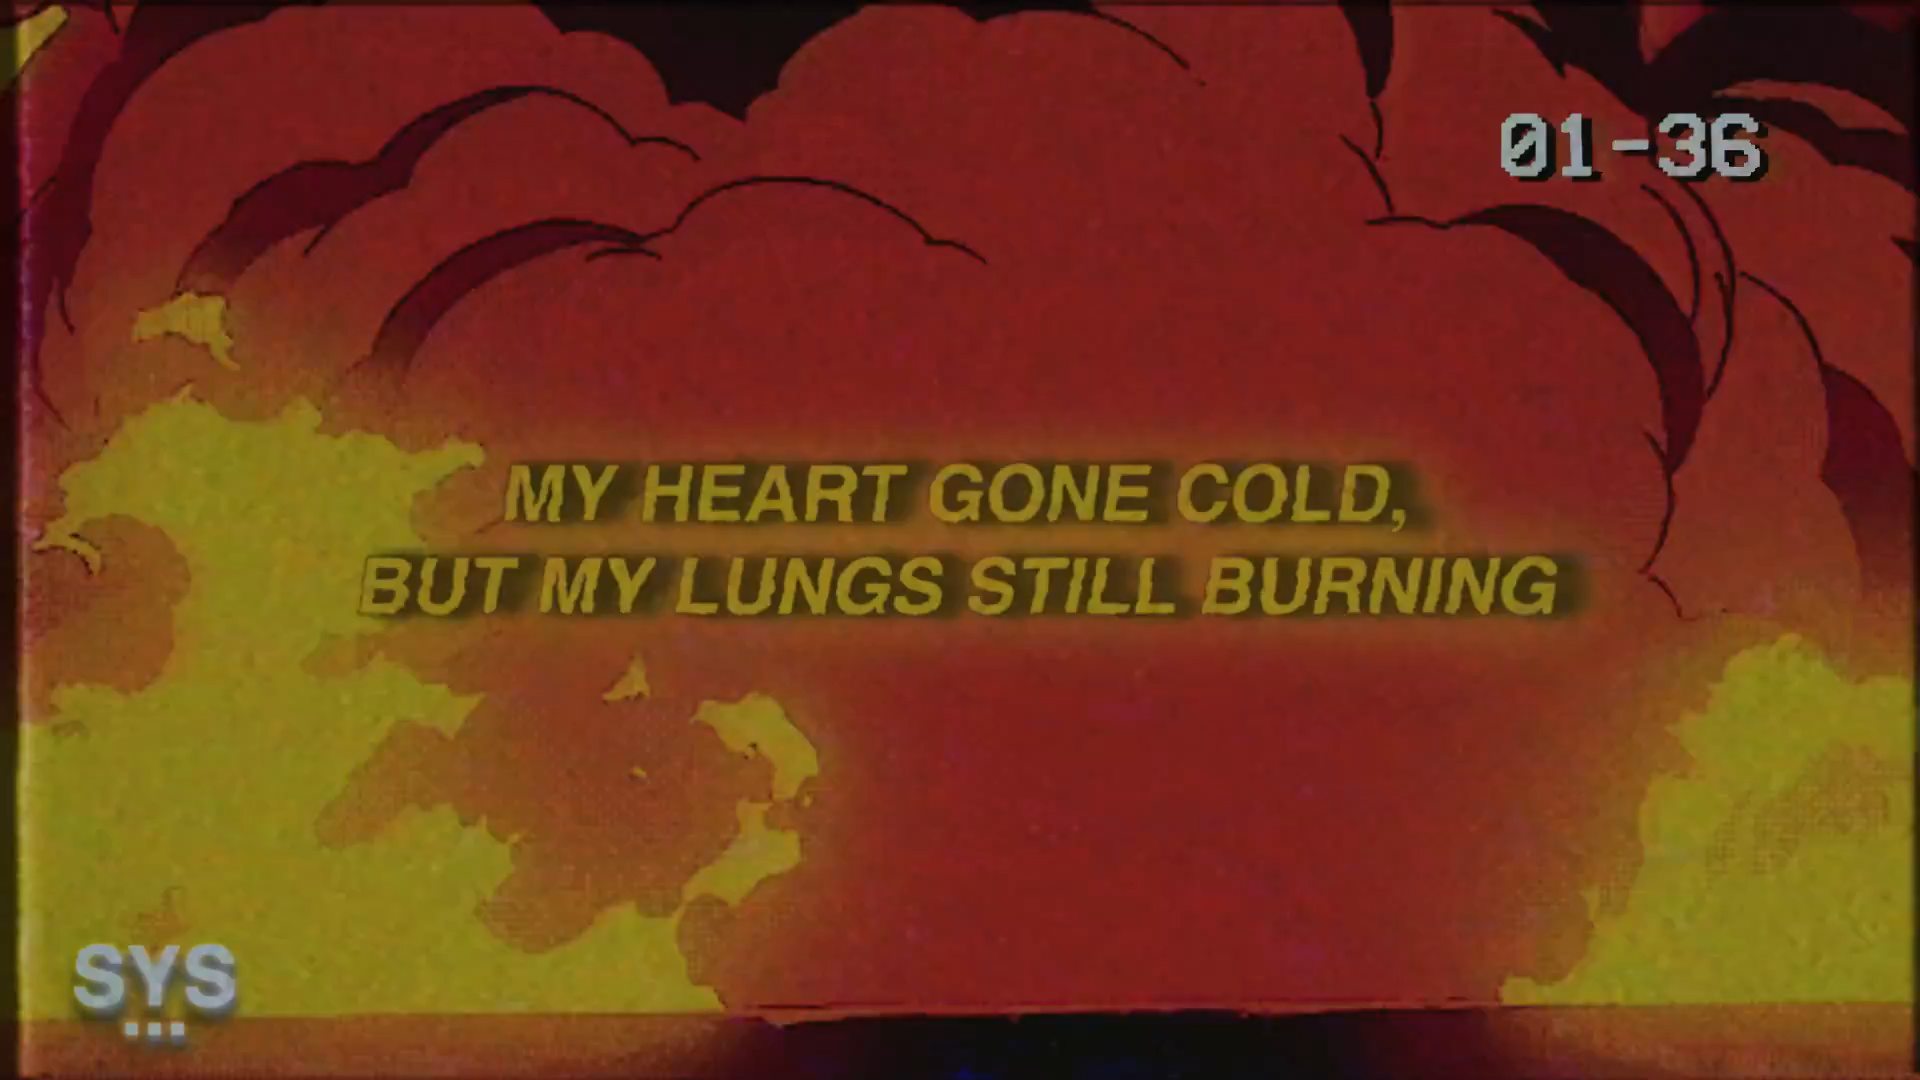 01-36
MY HEART GONE COLD,
BUT MY LUNGS STILL BURNING
SYS
...